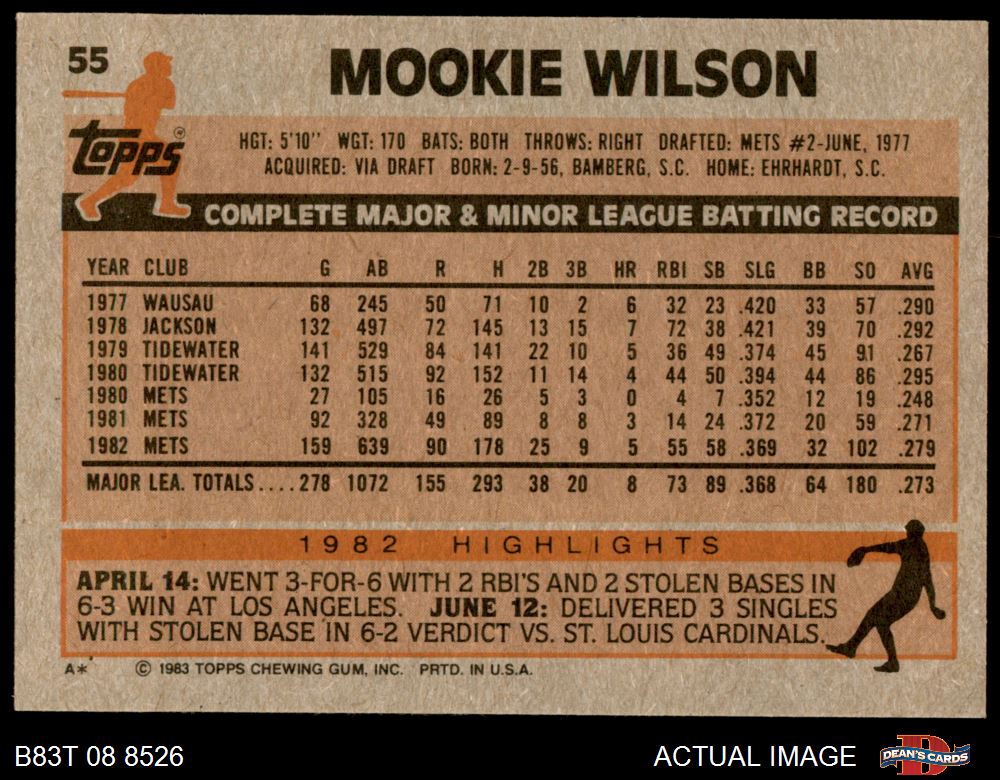 55
MOOKIE WILSON
topps®
HGT: 5'10" WGT: 170 BATS: BOTH THROWS: RIGHT DRAFTED: METS #2-JUNE, 1977
ACQUIRED: VIA DRAFT BORN: 2-9-56, BAMBERG, S.C. HOME: EHRHARDT, S.C.
COMPLETE MAJOR & MINOR LEAGUE BATTING RECORD
YEAR CLUB G AB R H 2B 3B HR RBI SB SLG BB SO AVG
1977 WAUSAU 68 245 50 71 10 2 6 32 23 .420 33 57 .290
1978 JACKSON 132 497 72 145 13 15 7 72 38 .421 39 70 .292
1979 TIDEWATER 141 529 84 141 22 10 5 36 49 .374 45 91 .267
1980 TIDEWATER 132 515 92 152 11 14 4 44 50 .394 44 86 .295
1980 METS 27 105 16 26 5 3 0 4 7 .352 12 19 .248
1981 METS 92 328 49 89 8 8 3 14 24 .372 20 59 .271
1982 METS 159 639 90 178 25 9 5 55 58 .369 32 102 .279
MAJOR LEA. TOTALS....278 1072 155 293 38 20 8 73 89 .368 64 180 .273
1982 HIGHLIGHTS
APRIL 14: WENT 3-FOR-6 WITH 2 RBI'S AND 2 STOLEN BASES IN
6-3 WIN AT LOS ANGELES. JUNE 12: DELIVERED 3 SINGLES
WITH STOLEN BASE IN 6-2 VERDICT VS. ST. LOUIS CARDINALS.
A* © 1983 TOPPS CHEWING GUM, INC. PRTD. IN U.S.A.
B83T 08 8526 ACTUAL IMAGE DEAN'S CARDS